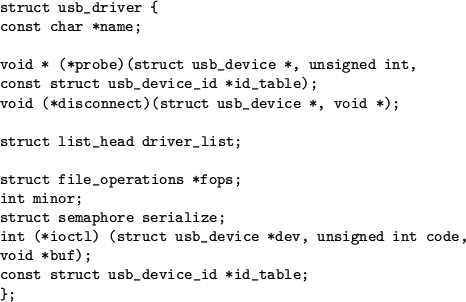 struct usb_driver {
const char *name;
void * (*probe)(struct usb_device *, unsigned int,
const struct usb_device_id *id_table);
void (*disconnect)(struct usb_device *, void *);
struct list_head driver_list;
struct file_operations *fops;
int minor;
struct semaphore serialize;
int (*ioctl) (struct usb_device *dev, unsigned int code,
void *buf);
const struct usb_device_id *id_table;
};